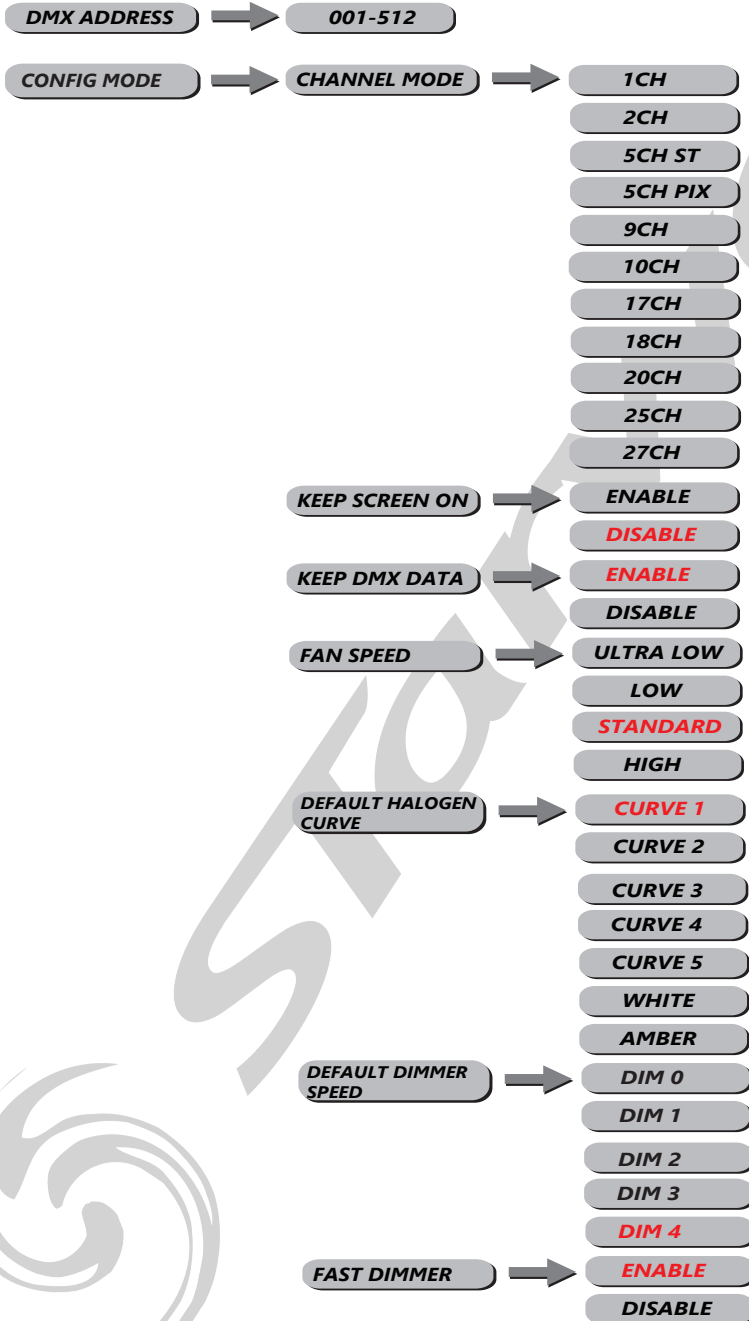 DMX ADDRESS 001-512
CONFIG MODE CHANNEL MODE 1CH
2CH
5CH ST
5CH PIX
9CH
10CH
17CH
18CH
20CH
25CH
27CH
KEEP SCREEN ON ENABLE
DISABLE
KEEP DMX DATA ENABLE
DISABLE
FAN SPEED ULTRA LOW
LOW
STANDARD
HIGH
DEFAULT HALOGEN
CURVE
CURVE 1
CURVE 2
CURVE 3
CURVE 4
CURVE 5
WHITE
AMBER
DEFAULT DIMMER
SPEED
DIM 0
DIM 1
DIM 2
DIM 3
DIM 4
FAST DIMMER ENABLE
DISABLE